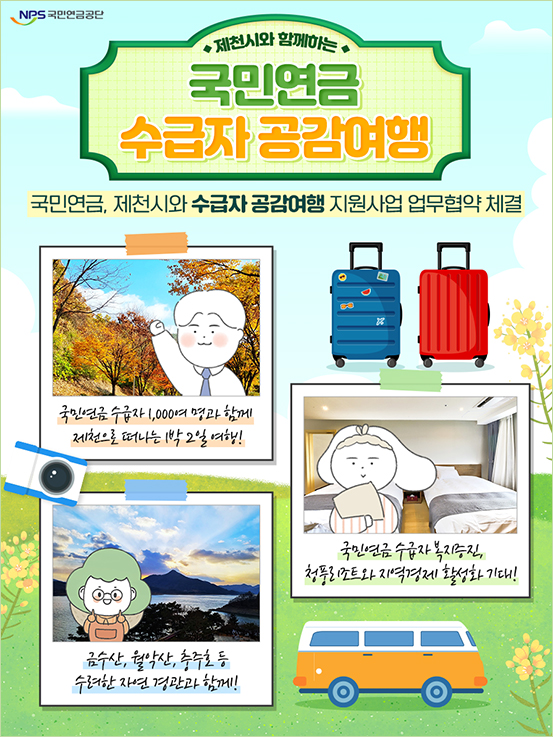 NPS 국민연금공단
제천시와 함께하는
국민연금
수급자 공감여행
국민연금, 제천시와 수급자 공감여행 지원사업 업무협약 체결
국민연금 수급자 1,000여 명과 함께
제천으로 떠나는 1박 2일 여행!
국민연금 수급자 복지증진,
청풍리조트와 지역경제 활성화 기대!
금수산, 월악산, 충주호 등
수려한 자연 경관과 함께!